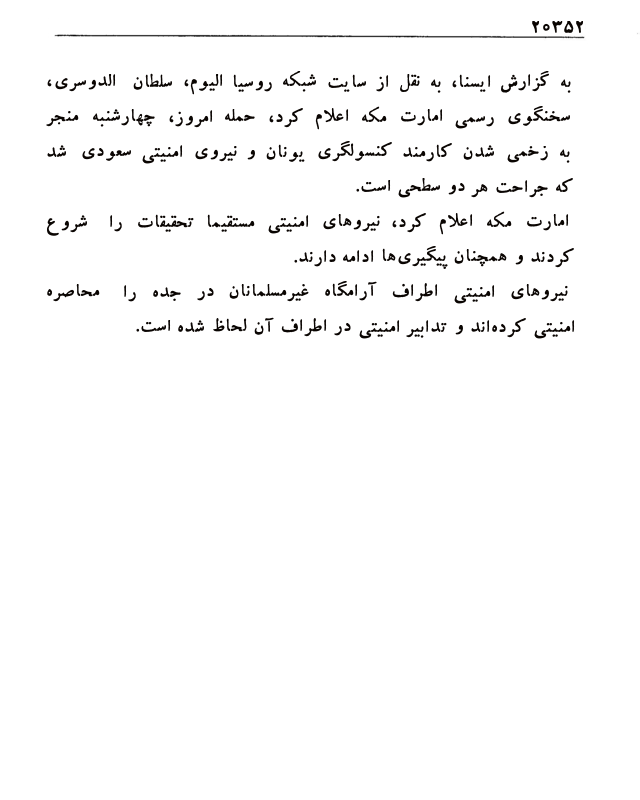 ۲۰۳۵۲
به گزارش ایسنا، به نقل از سایت شبکه روسیا الیوم، سلطان الدوسری،
سخنگوی رسمی امارت مکه اعلام کرد، حمله امروز، چهارشنبه منجر
به زخمی شدن کارمند کنسولگری یونان و نیروی امنیتی سعودی شد
که جراحت هر دو سطحی است.
امارت مکه اعلام کرد، نیروهای امنیتی مستقیما تحقیقات را شروع
کردند و همچنان پیگیری‌ها ادامه دارند.
نیروهای امنیتی اطراف آرامگاه غیرمسلمانان در جده را محاصره
امنیتی کرده‌اند و تدابیر امنیتی در اطراف آن لحاظ شده است.